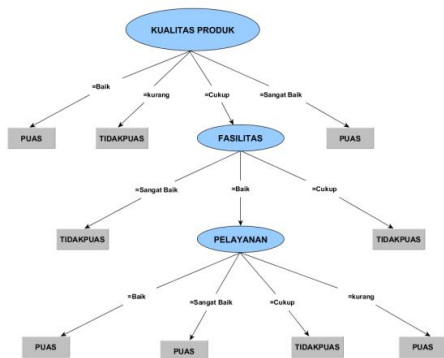 KUALITAS PRODUK
=Baik
=kurang
=Cukup
=Sangat Baik
PUAS
TIDAKPUAS
FASILITAS
PUAS
=Sangat Baik
=Baik
=Cukup
TIDAKPUAS
PELAYANAN
TIDAKPUAS
=Baik
=Sangat Baik
=Cukup
=kurang
PUAS
PUAS
TIDAKPUAS
PUAS